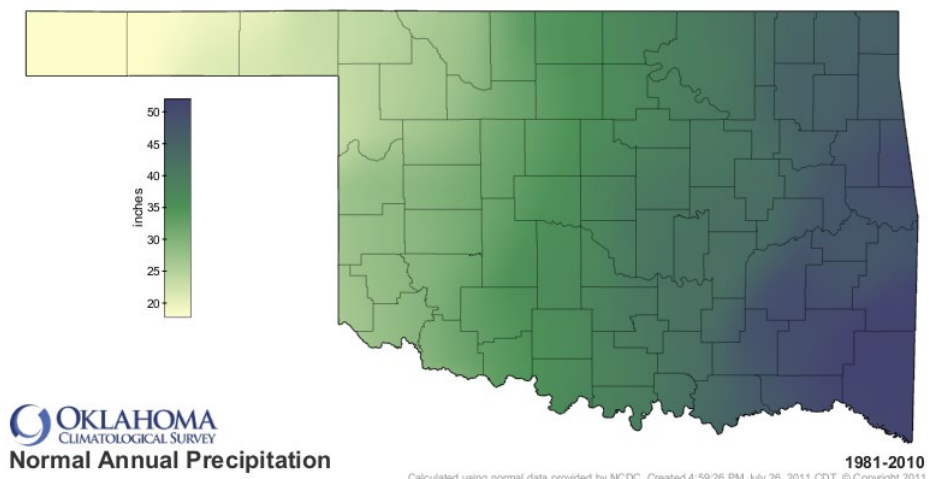 50
45
40
35
30
25
20
inches
OKLAHOMA
CLIMATOLOGICAL SURVEY
Normal Annual Precipitation
1981-2010
Calculated using normal data provided by NCDC. Created 4:59:26 PM July 26, 2011 CDT. © Copyright 2011